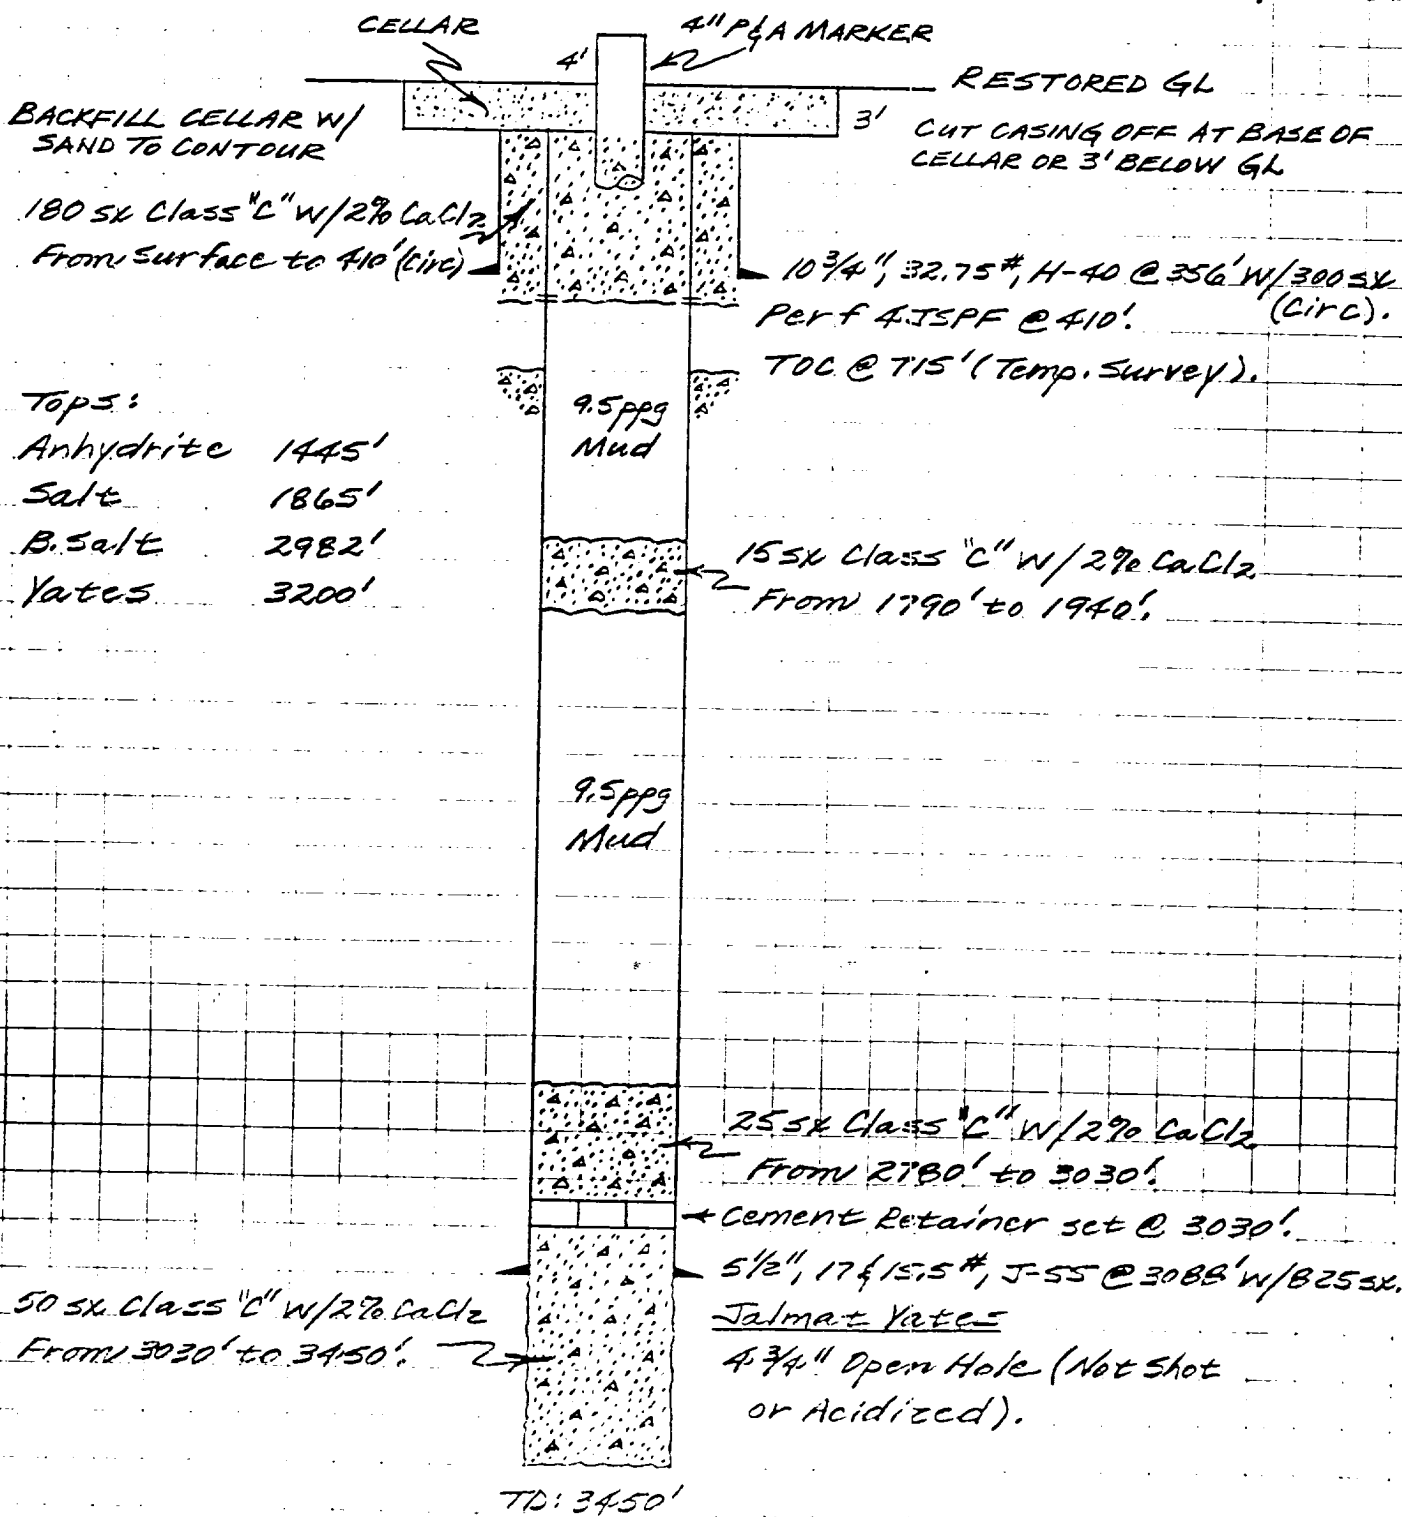 CELLAR
4" P&A MARKER
4'
RESTORED GL
BACKFILL CELLAR W/
SAND TO CONTOUR
3'
CUT CASING OFF AT BASE OF
CELLAR OR 3' BELOW GL
180 sx Class "C" W/2% CaCl2
From Surface to 410' (Circ)
10 3/4", 32.75#, H-40 @ 356' W/300 sx
(Circ).
Perf 4 JSPF @ 410'.
TOC @ 715' (Temp. Survey).
Tops:
Anhydrite 1445'
Salt 1865'
B. Salt 2982'
Yates 3200'
9.5 ppg
Mud
15 sx Class "C" W/2% CaCl2
From 1790' to 1940'.
9.5 ppg
Mud
25 sx Class "C" W/2% CaCl2
From 2780' to 3030'.
Cement Retainer set @ 3030'.
5 1/2", 17 & 15.5#, J-55 @ 3088' W/825 sx.
50 sx Class "C" W/2% CaCl2
From 3030' to 3450'.
Jalmat Yates
4 3/4" Open Hole (Not Shot
or Acidized).
TD: 3450'